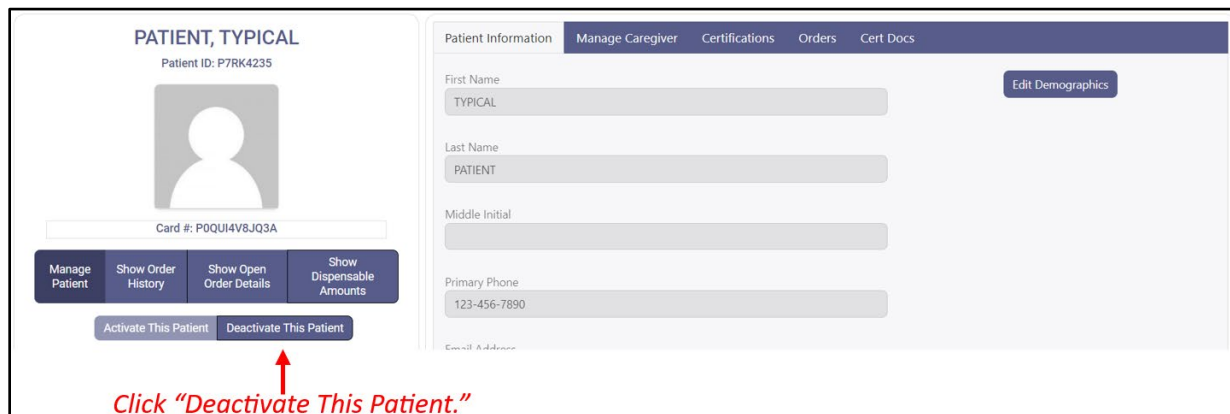 PATIENT, TYPICAL
Patient ID: P7RK4235
Card #: P0QUI4V8JQ3A
Manage
Patient
Show Order
History
Show Open
Order Details
Show
Dispensable
Amounts
Activate This Patient
Deactivate This Patient
Patient Information
Manage Caregiver
Certifications
Orders
Cert Docs
First Name
TYPICAL
Edit Demographics
Last Name
PATIENT
Middle Initial
Primary Phone
123-456-7890
Email Address
Click “Deactivate This Patient.”